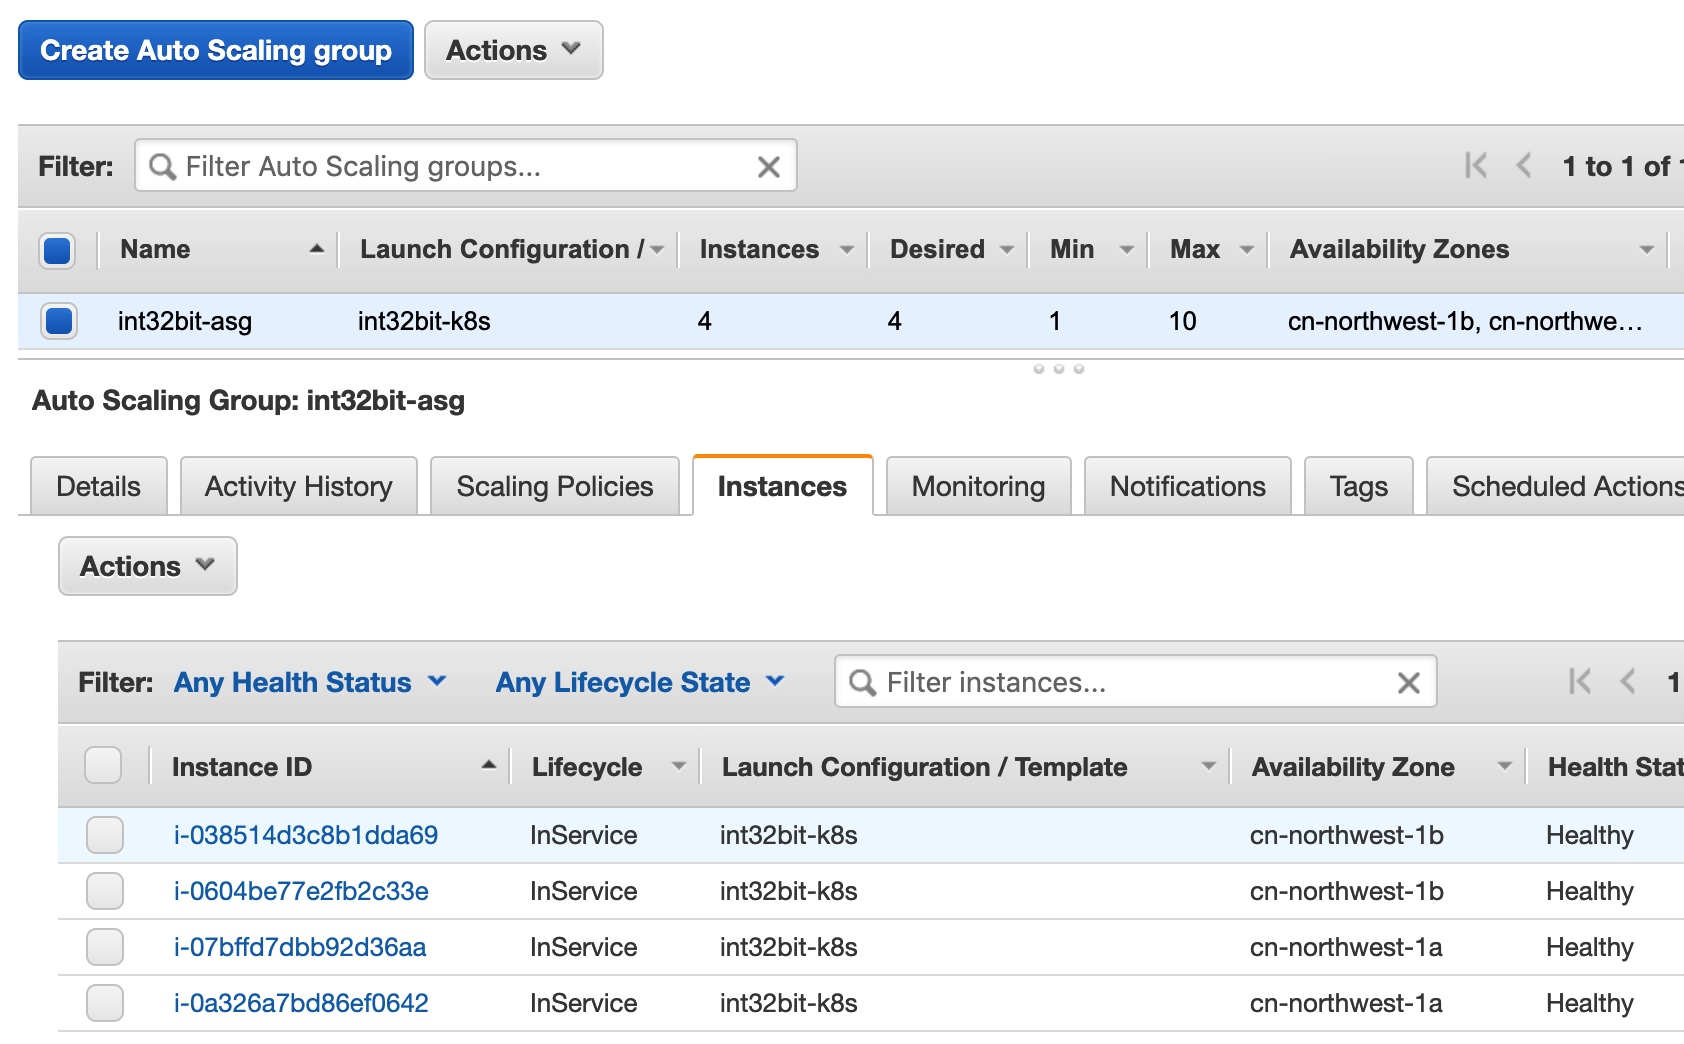 Create Auto Scaling group Actions
Filter: Filter Auto Scaling groups... 1 to 1 of
Name Launch Configuration / Instances Desired Min Max Availability Zones
int32bit-asg int32bit-k8s 4 4 1 10 cn-northwest-1b, cn-northwe...
Auto Scaling Group: int32bit-asg
Details Activity History Scaling Policies Instances Monitoring Notifications Tags Scheduled Actions
Actions
Filter: Any Health Status Any Lifecycle State Filter instances... 1
Instance ID Lifecycle Launch Configuration / Template Availability Zone Health Stat
i-038514d3c8b1dda69 InService int32bit-k8s cn-northwest-1b Healthy
i-0604be77e2fb2c33e InService int32bit-k8s cn-northwest-1b Healthy
i-07bffd7dbb92d36aa InService int32bit-k8s cn-northwest-1a Healthy
i-0a326a7bd86ef0642 InService int32bit-k8s cn-northwest-1a Healthy